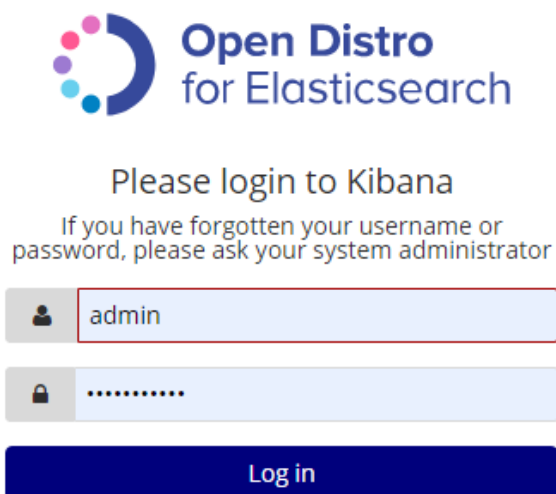 Open Distro
for Elasticsearch
Please login to Kibana
If you have forgotten your username or
password, please ask your system administrator
admin
•••••••••••
Log in